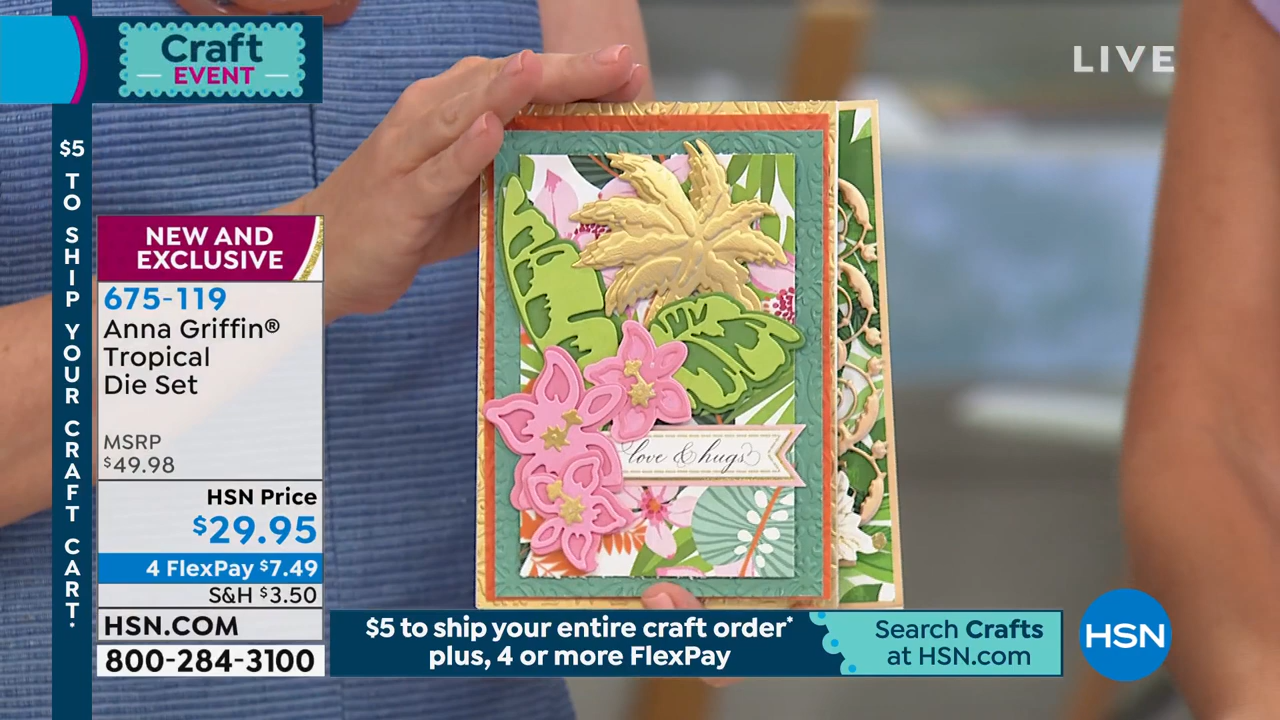 Craft
EVENT
LIVE
$5 TO SHIP YOUR CRAFT CART.*
NEW AND
EXCLUSIVE
675-119
Anna Griffin®
Tropical
Die Set
MSRP
$49.98
HSN Price
$29.95
4 FlexPay $7.49
S&H $3.50
HSN.COM
800-284-3100
love & hugs
$5 to ship your entire craft order*
plus, 4 or more FlexPay
Search Crafts
at HSN.com
HSN